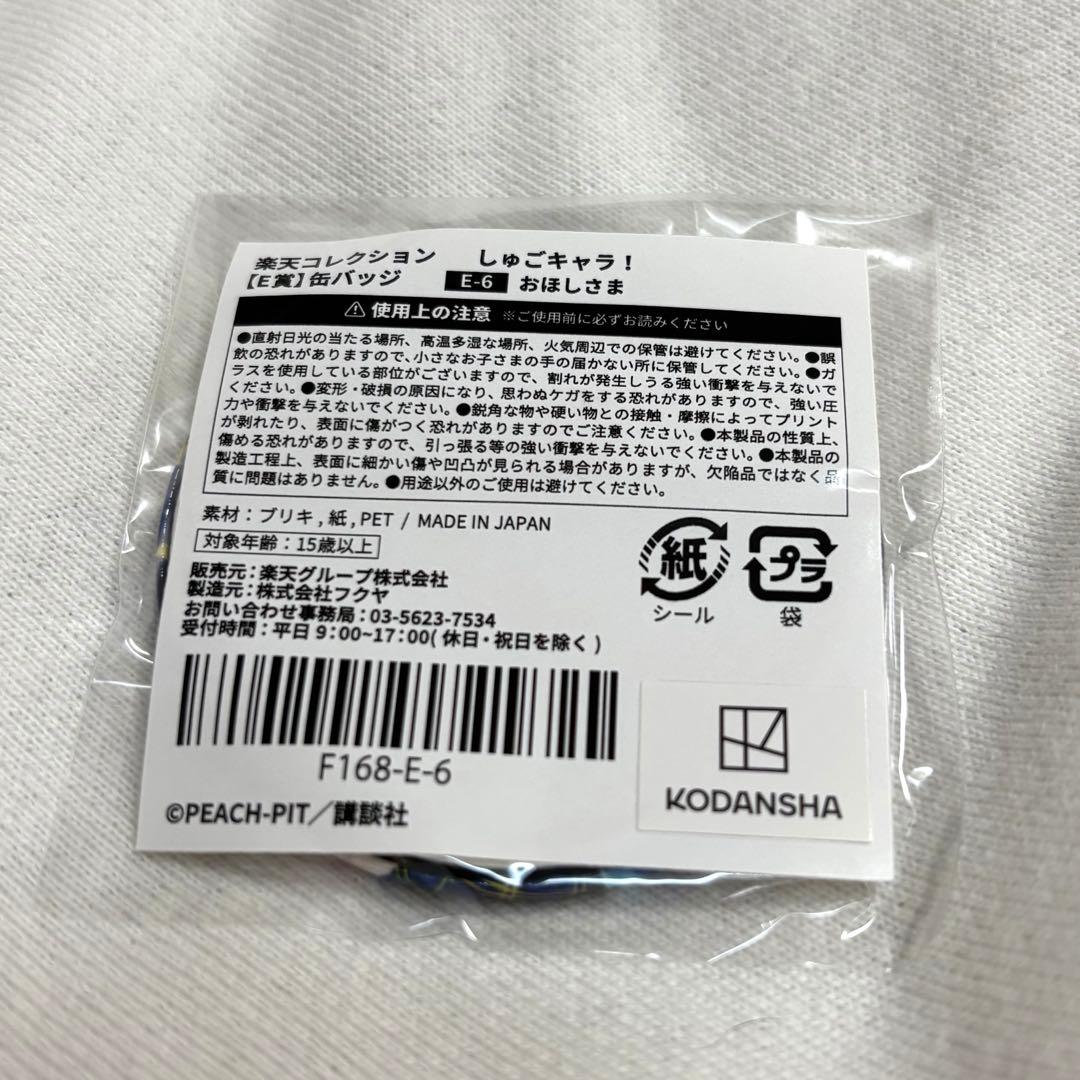 楽天コレクション しゅごキャラ！
【E賞】缶バッジ E-6 おほしさま
⚠ 使用上の注意 ※ご使用前に必ずお読みください
●直射日光の当たる場所、高温多湿な場所、火気周辺での保管は避けてください。●誤
飲の恐れがありますので、小さなお子さまの手の届かない所に保管してください。●ガ
ラスを使用している部位がございますので、割れが発生しうる強い衝撃を与えないで
ください。●変形・破損の原因になり、思わぬケガをする恐れがありますので、強い圧
力や衝撃を与えないでください。●鋭角な物や硬い物との接触・摩擦によってプリント
が剥れたり、表面に傷がつく恐れがありますのでご注意ください。●本製品の性質上、
傷める恐れがありますので、引っ張る等の強い衝撃を与えないでください。●本製品の
製造工程上、表面に細かい傷や凹凸が見られる場合がありますが、欠陥品ではなく品
質に問題はありません。●用途以外のご使用は避けてください。
素材：ブリキ , 紙 , PET / MADE IN JAPAN
対象年齢：15歳以上
販売元：楽天グループ株式会社
製造元：株式会社フクヤ
お問い合わせ事務局：03-5623-7534
受付時間：平日 9：00~17：00( 休日・祝日を除く )
紙
シール
プラ
袋
F168-E-6
©PEACH-PIT／講談社
KODANSHA